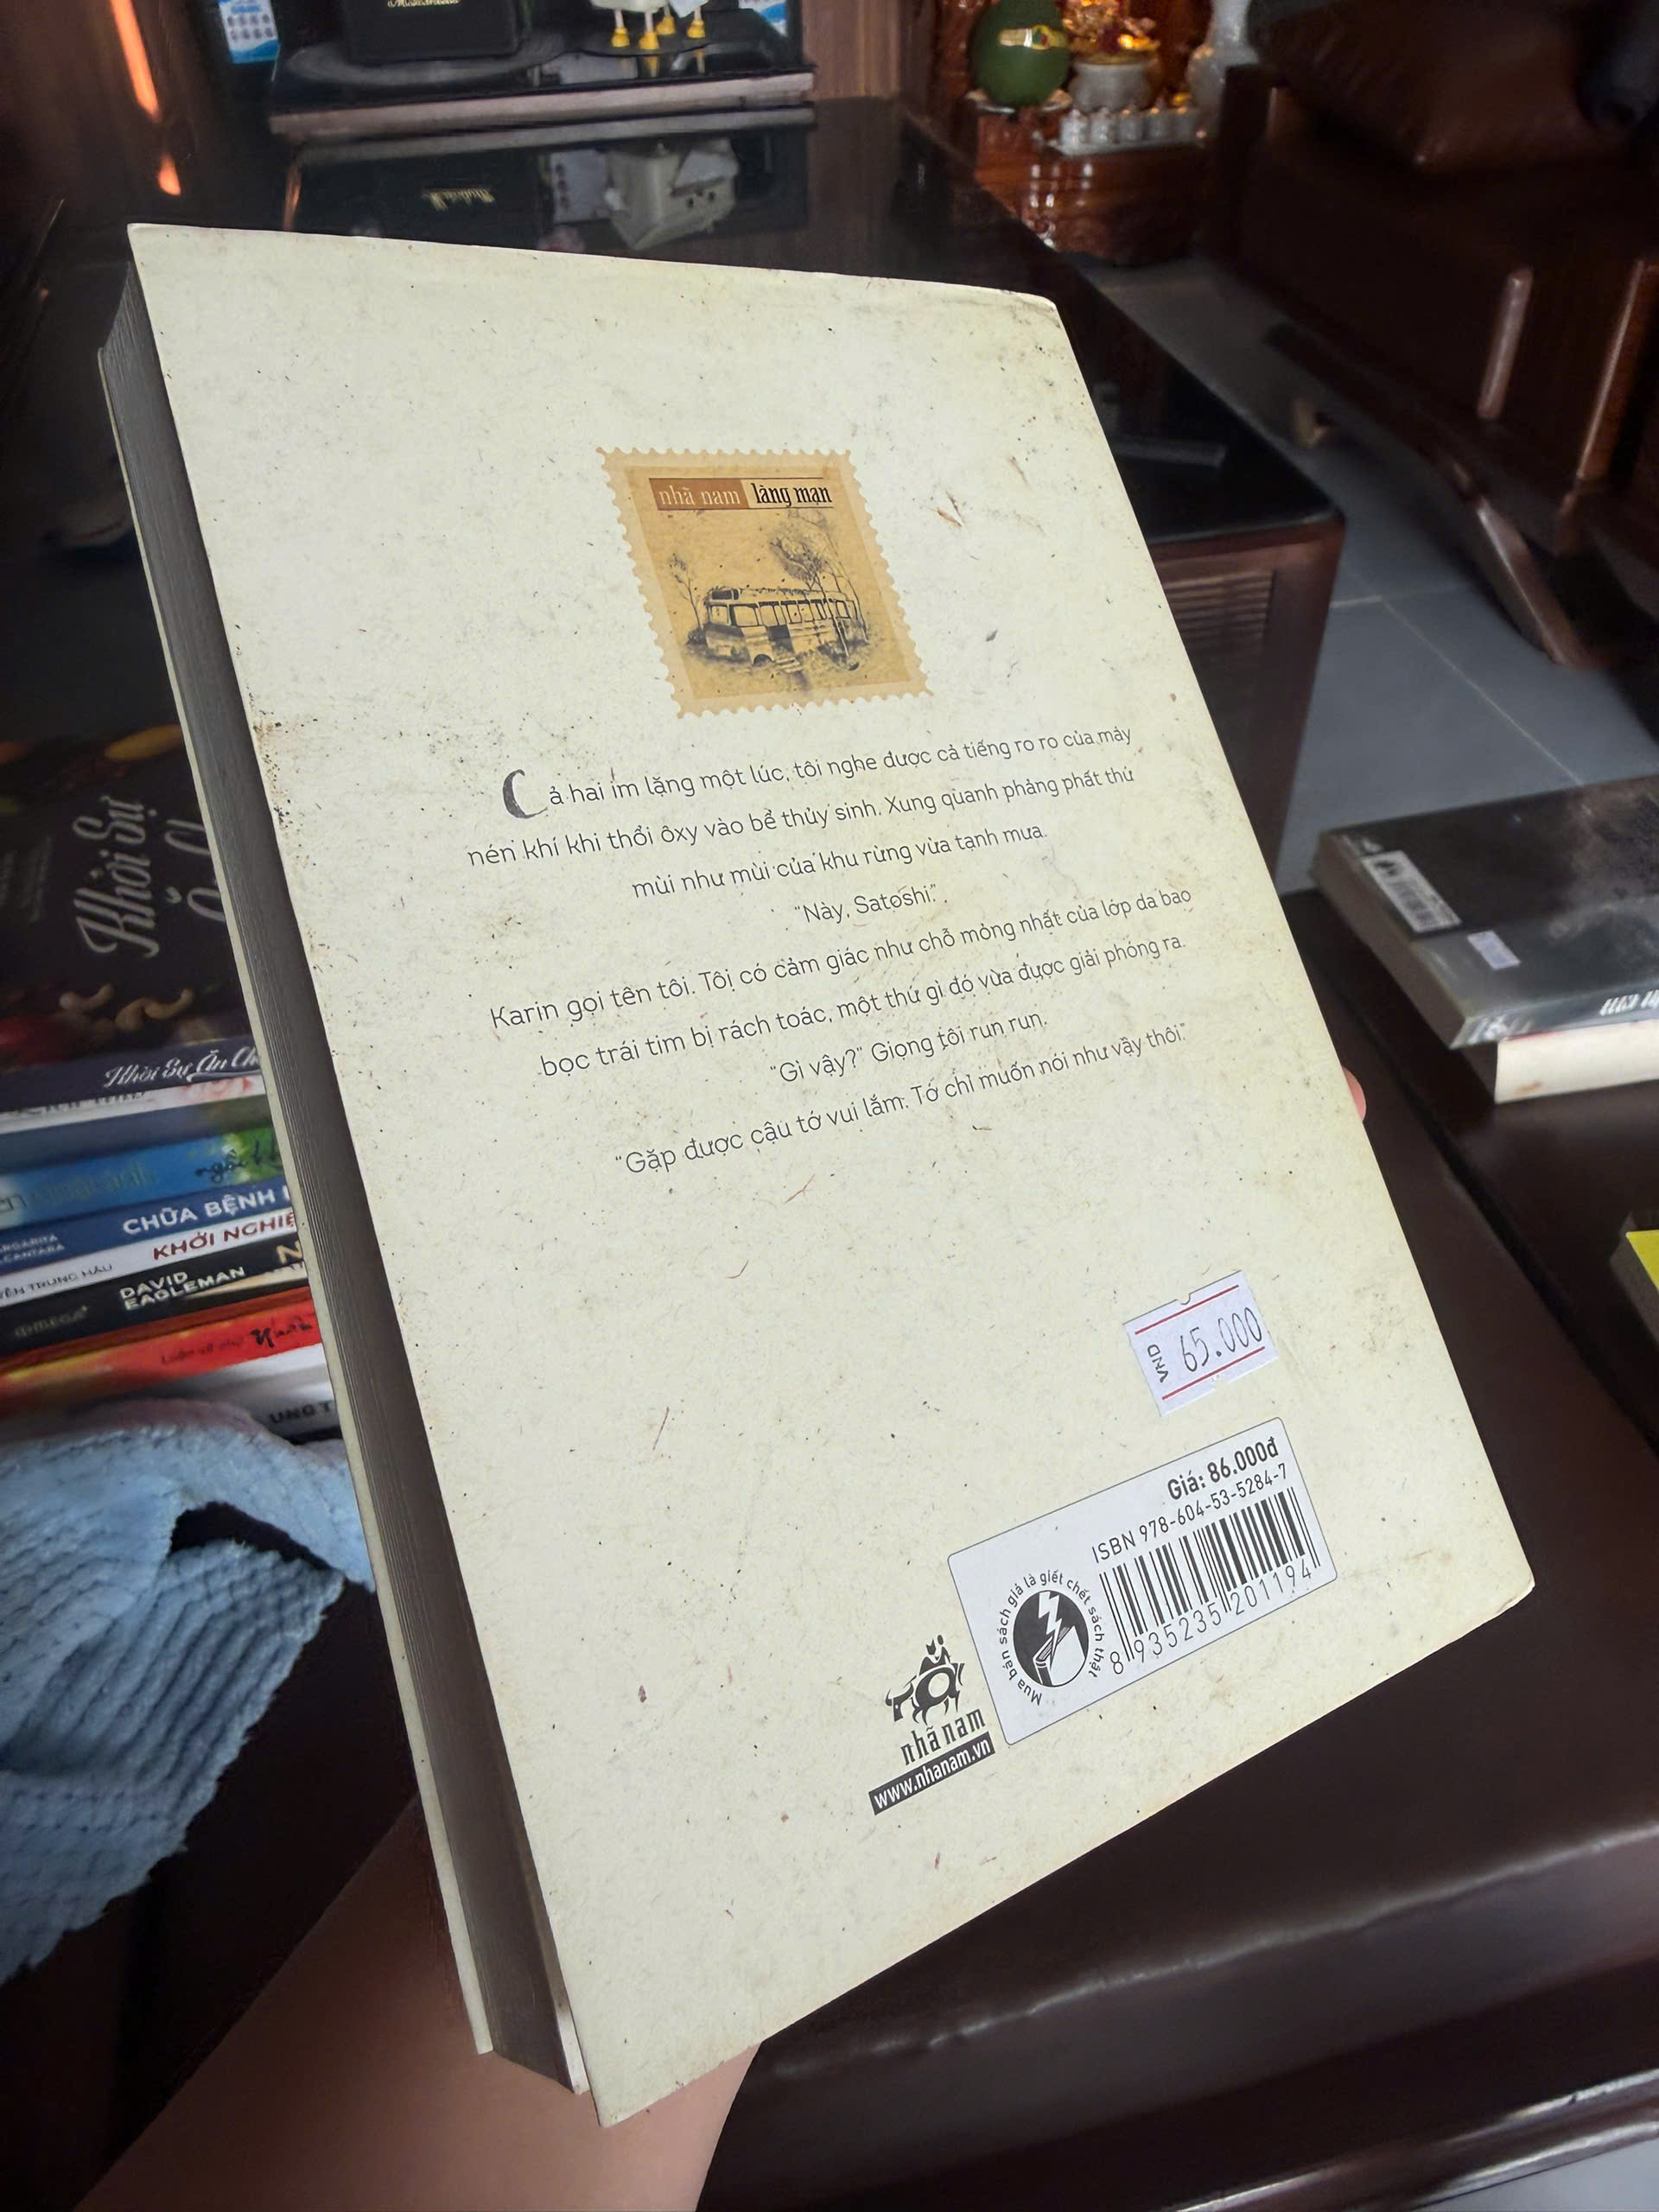 nhã nam lãng mạn
Cả hai im lặng một lúc, tôi nghe được cả tiếng ro ro của máy
nén khí khi thổi ôxy vào bể thủy sinh. Xung quanh phảng phất thứ
mùi như mùi của khu rừng vừa tạnh mưa.
"Này, Satoshi."
Karin gọi tên tôi. Tôi có cảm giác như chỗ mỏng nhất của lớp da bao
bọc trái tim bị rách toác, một thứ gì đó vừa được giải phóng ra.
"Gì vậy?" Giọng tôi run run.
"Gặp được cậu tớ vui lắm. Tớ chỉ muốn nói như vậy thôi."
VND 65.000
Giá: 86.000đ
ISBN 978-604-53-5284-7
8 935235 201194
Mua bán sách giả là giết chết sách thật
nhã nam
www.nhanam.vn
Khởi Sự
Khởi Sự Ăn
CHỮA BỆNH
KHỞI NGHIỆ
DAVID
EAGLEMAN